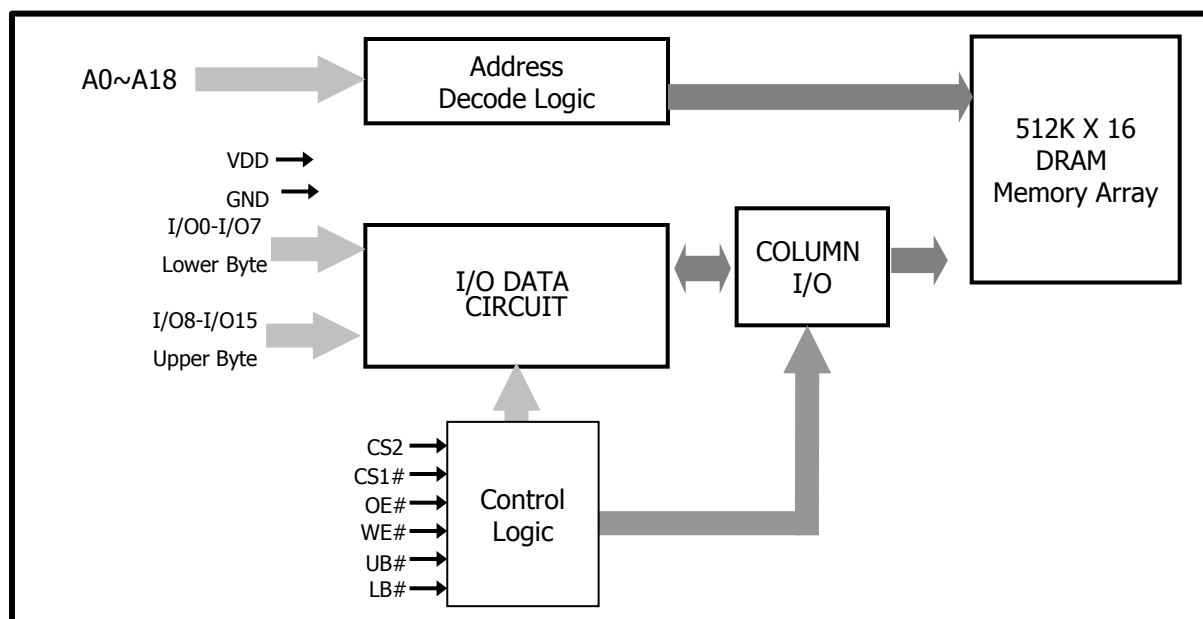 A0~A18
Address
Decode Logic
512K X 16
DRAM
Memory Array
VDD
GND
I/O0-I/O7
Lower Byte
I/O8-I/O15
Upper Byte
I/O DATA
CIRCUIT
COLUMN
I/O
CS2
CS1#
OE#
WE#
UB#
LB#
Control
Logic